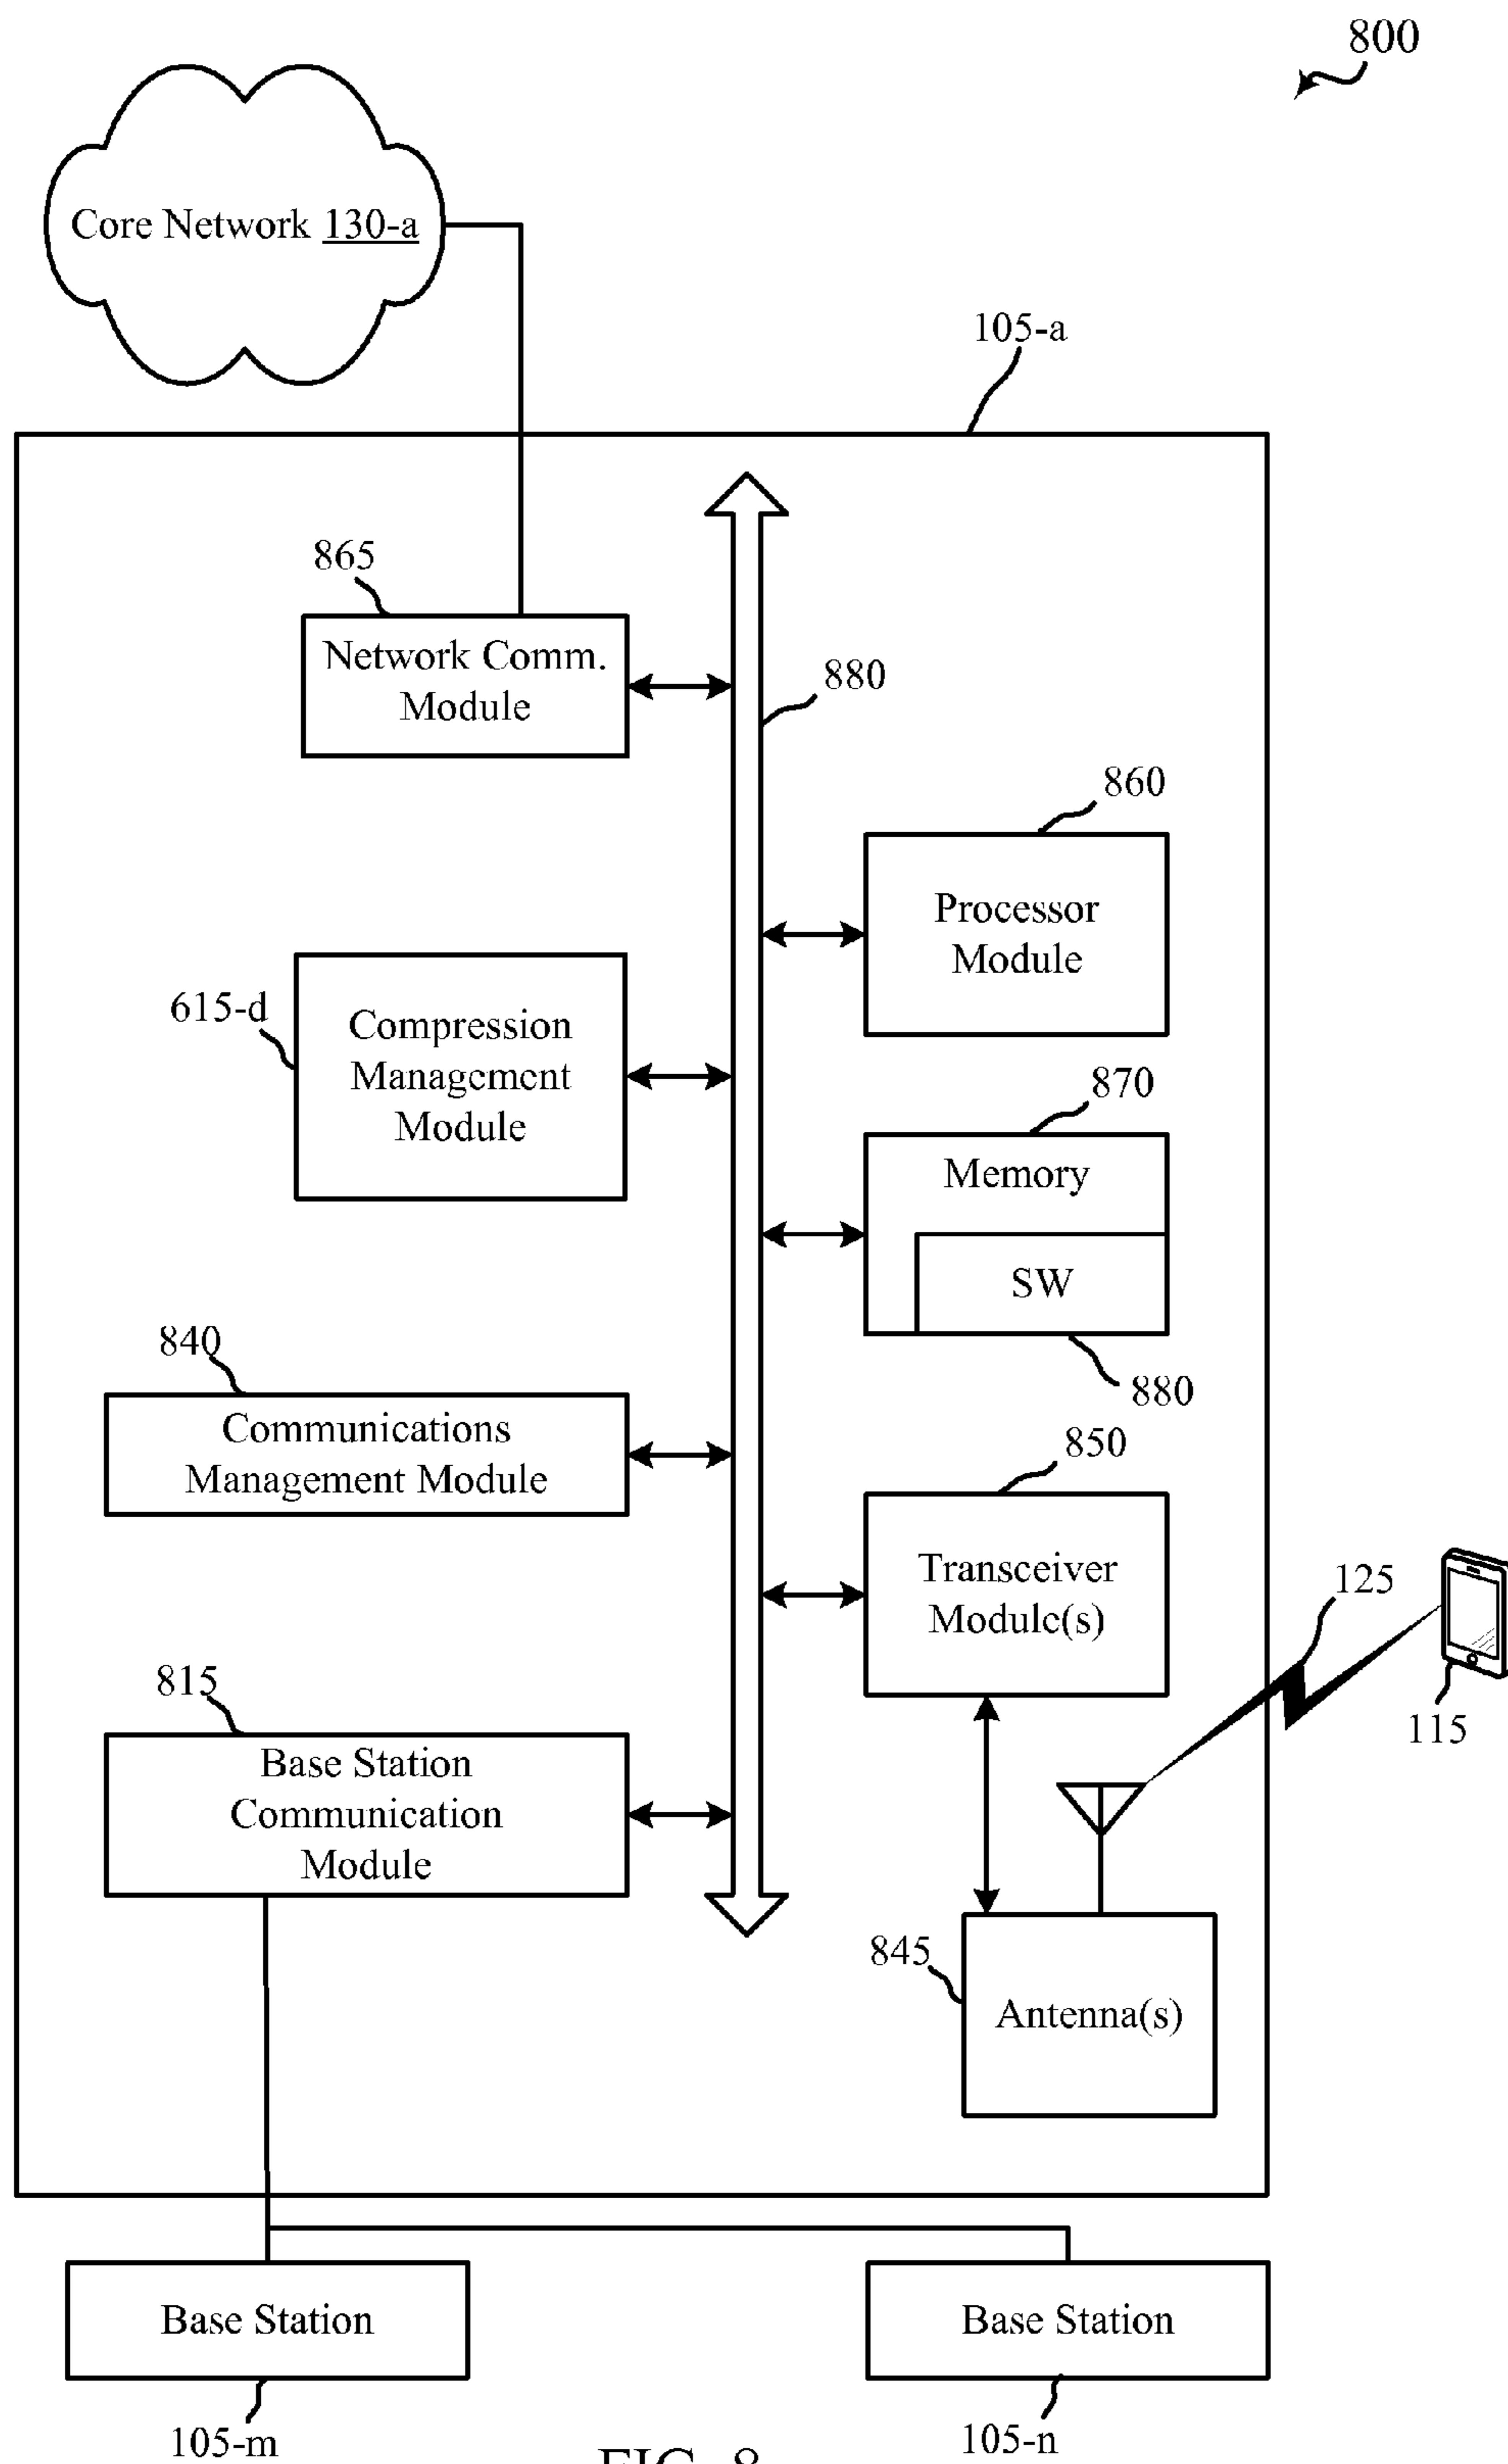 800
Core Network 130-a
105-a
865
Network Comm.
Module
880
860
Processor
Module
615-d
Compression
Management
Module
870
Memory
SW
880
840
Communications
Management Module
850
Transceiver
Module(s)
125
115
815
Base Station
Communication
Module
845
Antenna(s)
Base Station
Base Station
105-m
105-n
FIG. 8